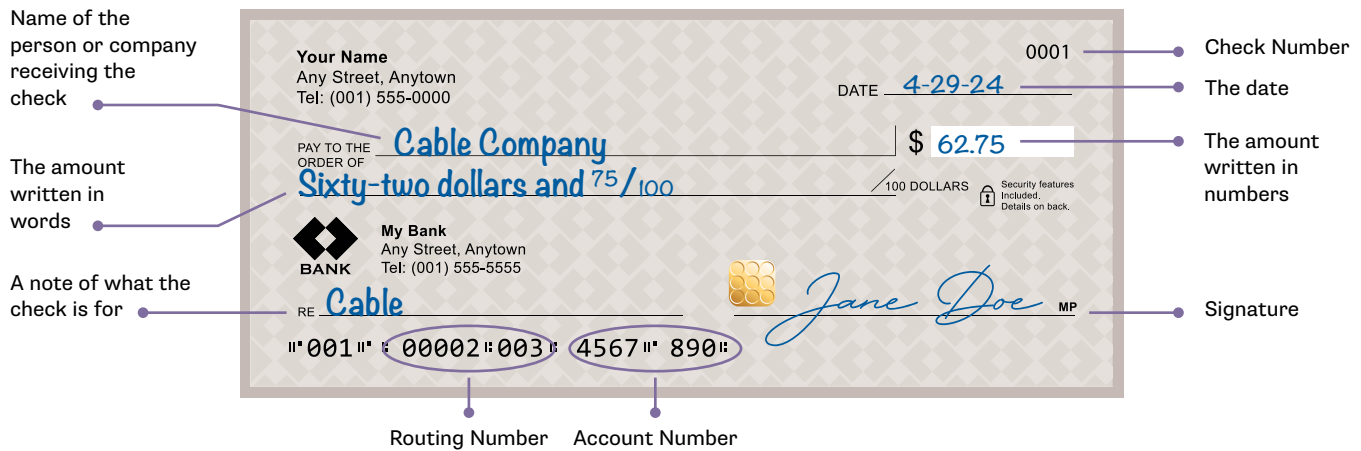 Name of the
person or company
receiving the
check
The amount
written in
words
A note of what the
check is for
Your Name
Any Street, Anytown
Tel: (001) 555-0000
0001
DATE 4-29-24
PAY TO THE
ORDER OF Cable Company
$ 62.75
Sixty-two dollars and 75/100
/100 DOLLARS
Security features
Included.
Details on back.
BANK
My Bank
Any Street, Anytown
Tel: (001) 555-5555
RE Cable
Jane Doe MP
⑈001⑈ ⑆00002⑆003⑆ 4567⑈ 890⑆
Check Number
The date
The amount
written in
numbers
Signature
Routing Number
Account Number